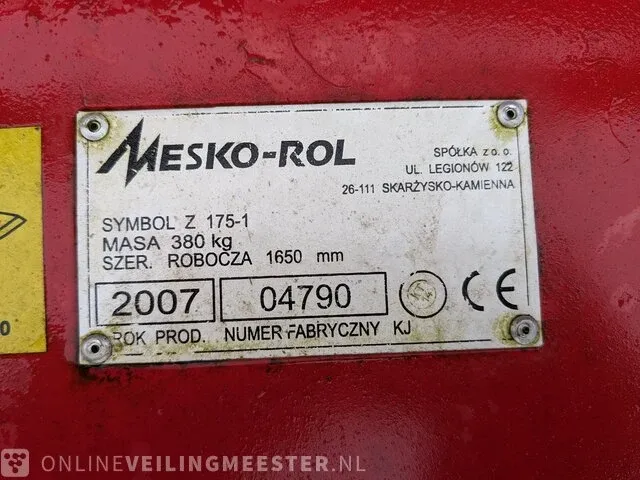 MESKO-ROL
SPÓŁKA z o. o.
UL. LEGIONÓW 122
26-111 SKARŻYSKO-KAMIENNA
SYMBOL Z 175-1
MASA 380 kg
SZER. ROBOCZA 1650 mm
2007 04790 CE
ROK PROD. NUMER FABRYCZNY KJ
0
ONLINEVEILINGMEESTER.NL